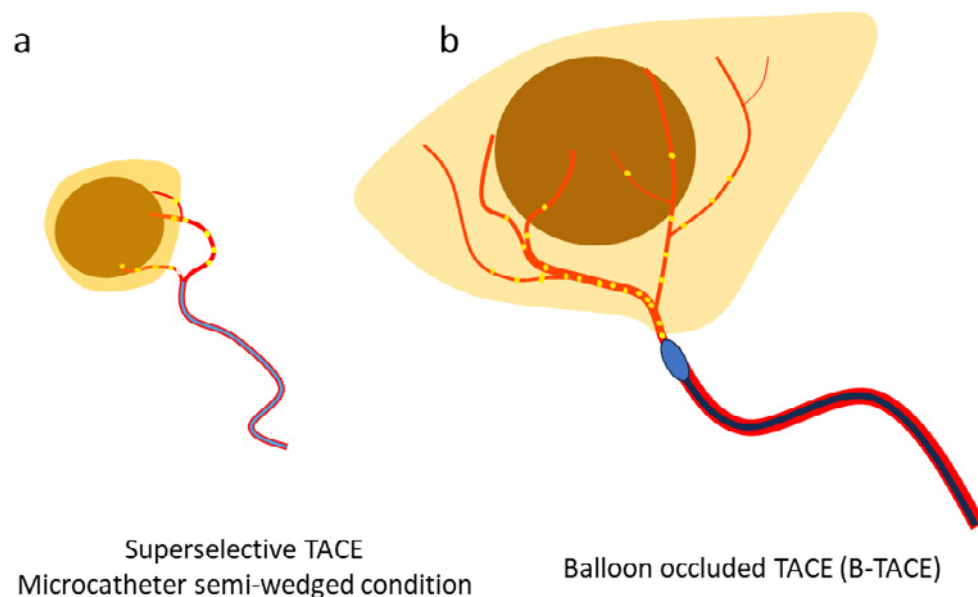 a
b
Superselective TACE
Microcatheter semi-wedged condition
Balloon occluded TACE (B-TACE)